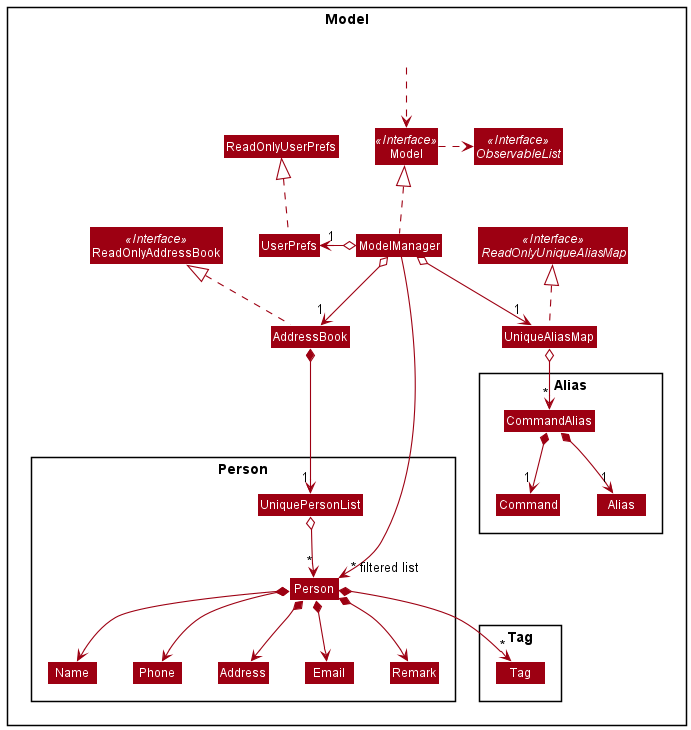 Model
«Interface»
Model
«Interface»
ObservableList
ReadOnlyUserPrefs
«Interface»
ReadOnlyAddressBook
UserPrefs
1
ModelManager
«Interface»
ReadOnlyUniqueAliasMap
1
1
AddressBook
UniqueAliasMap
Alias
*
CommandAlias
1
1
Command
Alias
Person
1
UniquePersonList
*
* filtered list
Person
Tag
*
Name
Phone
Address
Email
Remark
Tag